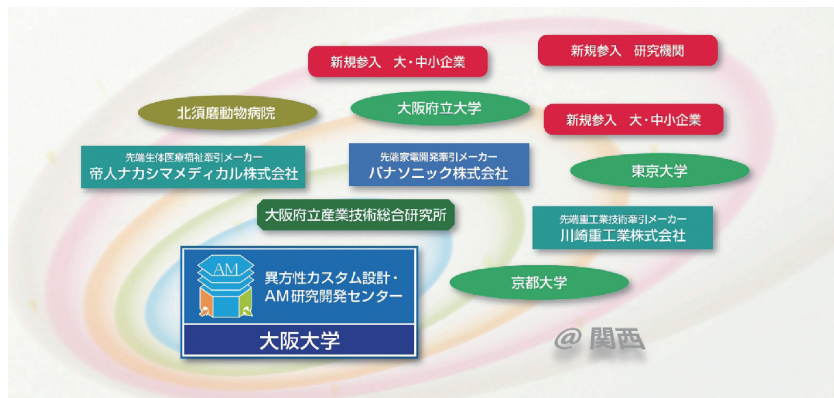 新規参入　研究機関
新規参入　大・中小企業
北須磨動物病院
大阪府立大学
新規参入　大・中小企業
先端生体医療福祉牽引メーカー
帝人ナカシマメディカル株式会社
先端家電開発牽引メーカー
パナソニック株式会社
東京大学
大阪府立産業技術総合研究所
先端重工業技術牽引メーカー
川崎重工業株式会社
AM
異方性カスタム設計・
AM研究開発センター
京都大学
大阪大学
@ 関西